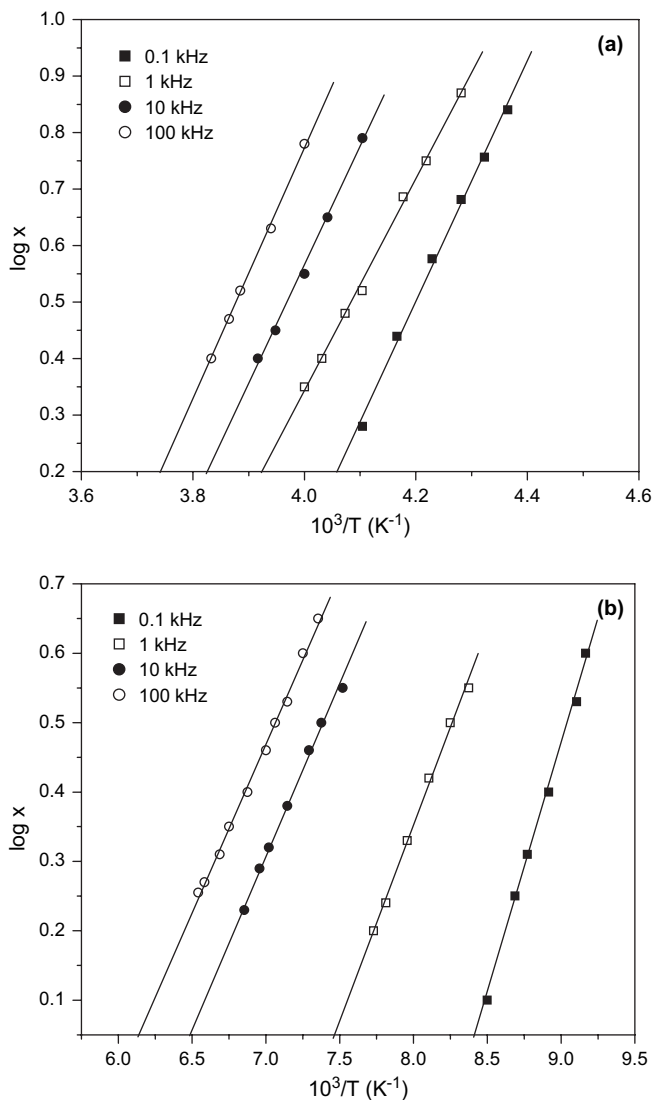 (a)
0.1 kHz
1 kHz
10 kHz
100 kHz
1.0
0.9
0.8
0.7
0.6
0.5
0.4
0.3
0.2
log x
3.6 3.8 4.0 4.2 4.4 4.6
10³/T (K⁻¹)
(b)
0.1 kHz
1 kHz
10 kHz
100 kHz
0.7
0.6
0.5
0.4
0.3
0.2
0.1
log x
6.0 6.5 7.0 7.5 8.0 8.5 9.0 9.5
10³/T (K⁻¹)